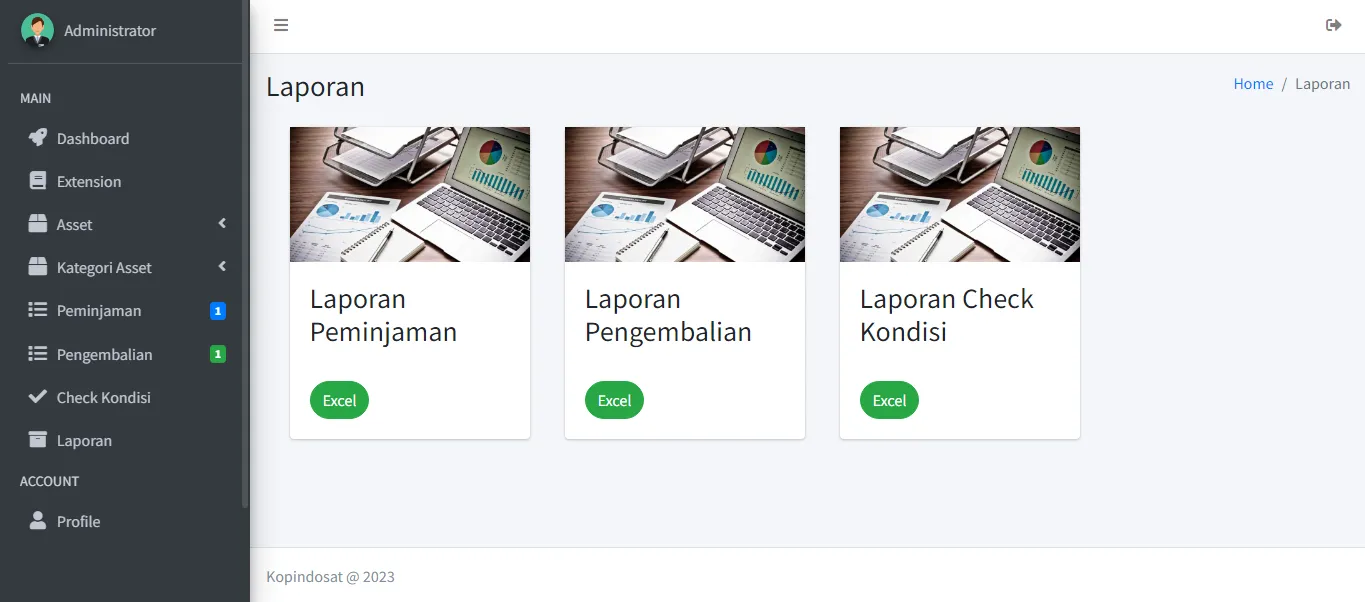 Administrator
MAIN
Dashboard
Extension
Asset
Kategori Asset
Peminjaman 1
Pengembalian 1
Check Kondisi
Laporan
ACCOUNT
Profile
Laporan
Home / Laporan
Laporan
Peminjaman
Excel
Laporan
Pengembalian
Excel
Laporan Check
Kondisi
Excel
Kopindosat @ 2023